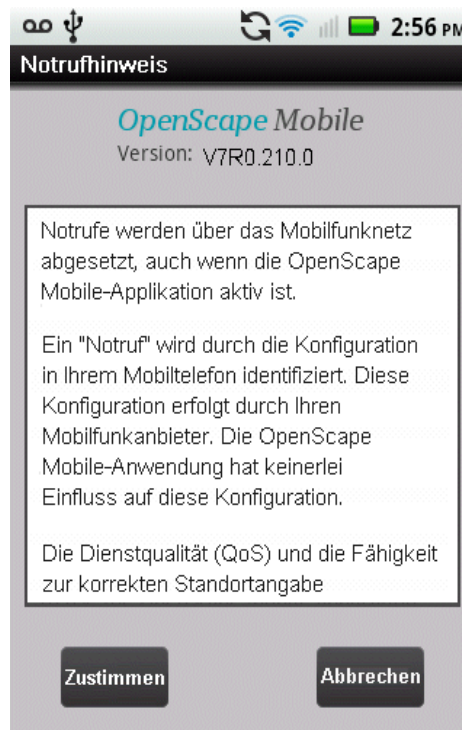 2:56 PM
Notrufhinweis
OpenScape Mobile
Version: V7R0.210.0
Notrufe werden über das Mobilfunknetz
abgesetzt, auch wenn die OpenScape
Mobile-Applikation aktiv ist.
Ein "Notruf" wird durch die Konfiguration
in Ihrem Mobiltelefon identifiziert. Diese
Konfiguration erfolgt durch Ihren
Mobilfunkanbieter. Die OpenScape
Mobile-Anwendung hat keinerlei
Einfluss auf diese Konfiguration.
Die Dienstqualität (QoS) und die Fähigkeit
zur korrekten Standortangabe
Zustimmen Abbrechen